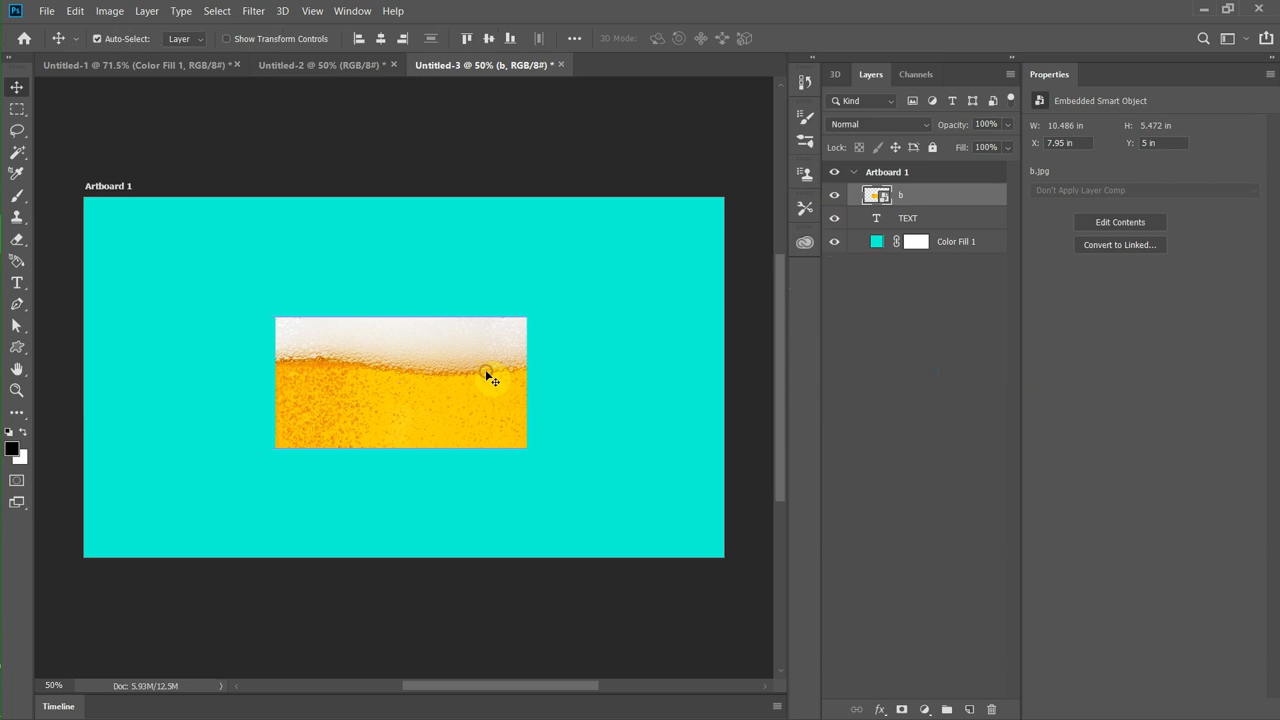 Ps File Edit Image Layer Type Select Filter 3D View Window Help
Auto-Select: Layer Show Transform Controls 3D Mode:
Untitled-1 @ 71.5% (Color Fill 1, RGB/8#) * × Untitled-2 @ 50% (RGB/8#) * × Untitled-3 @ 50% (b, RGB/8#) * ×
3D Layers Channels
Properties
Kind
Embedded Smart Object
Normal Opacity: 100%
W: 10.486 in H: 5.472 in
X: 7.95 in Y: 5 in
Lock: Fill: 100%
Artboard 1
b.jpg
Artboard 1
Don't Apply Layer Comp
b
T TEXT
Edit Contents
Color Fill 1
Convert to Linked...
50% Doc: 5.93M/12.5M
Timeline
fx